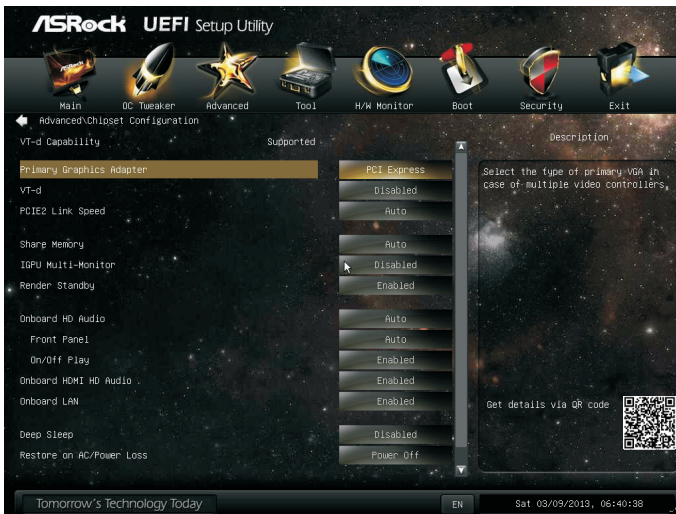 ASRock UEFI Setup Utility
ASRock
Main OC Tweaker Advanced Tool H/W Monitor Boot Security Exit
Advanced\Chipset Configuration
Description
VT-d Capability Supported
Primary Graphics Adapter PCI Express
Select the type of primary VGA in
case of multiple video controllers.
VT-d Disabled
PCIE2 Link Speed Auto
Share Memory Auto
IGPU Multi-Monitor Disabled
Render Standby Enabled
Onboard HD Audio Auto
Front Panel Auto
On/Off Play Enabled
Onboard HDMI HD Audio Enabled
Onboard LAN Enabled
Get details via QR code
Deep Sleep Disabled
Restore on AC/Power Loss Power Off
Tomorrow's Technology Today EN Sat 03/09/2013, 06:40:38